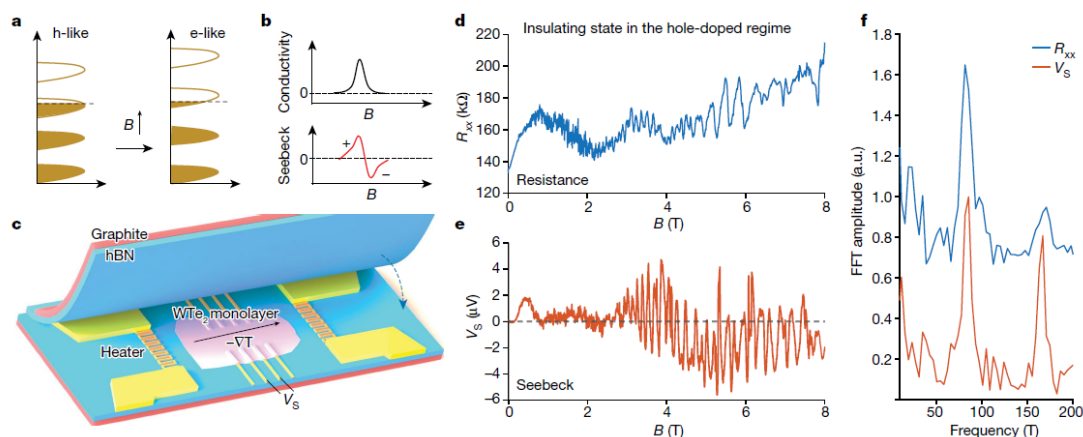 a
h-like
e-like
B
b
Conductivity
0
B
Seebeck
0
+
−
B
c
Graphite
hBN
WTe2 monolayer
−∇T
Heater
VS
d
Insulating state in the hole-doped regime
Rxx (kΩ)
220
200
180
160
140
120
Resistance
0
2
4
6
8
B (T)
e
VS (μV)
6
4
2
0
−2
−4
−6
Seebeck
0
2
4
6
8
B (T)
f
Rxx
VS
FFT amplitude (a.u.)
1.8
1.6
1.4
1.2
1.0
0.8
0.6
0.4
0.2
50
100
150
200
Frequency (T)